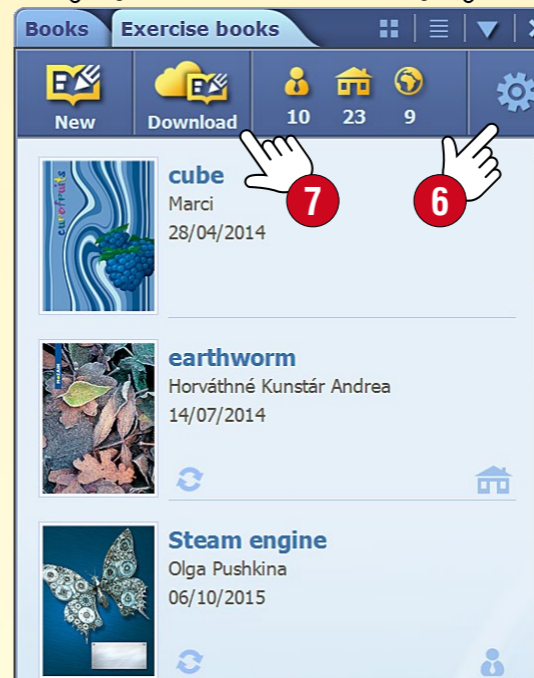 Books Exercise books
New Download 10 23 9
7 6
cube
Marci
28/04/2014
eurofruits
earthworm
Horváthné Kunstár Andrea
14/07/2014
Steam engine
Olga Pushkina
06/10/2015